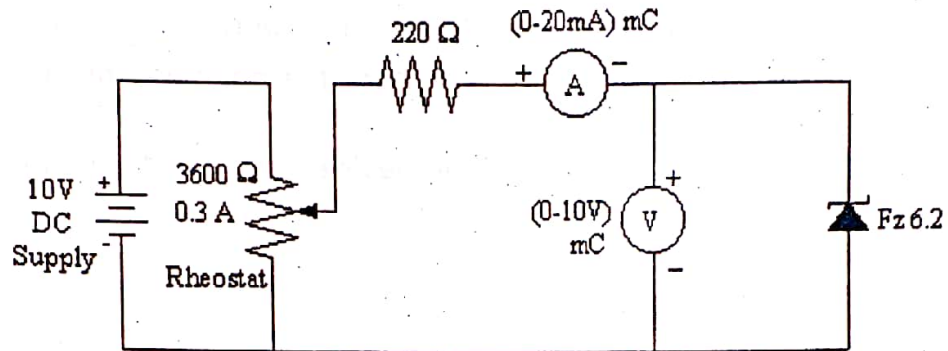 (0-20mA) mC
220 Ω
+
-
A
3600 Ω
0.3 A
Rheostat
+
10V
DC
Supply
-
(0-10V)
mC
+
V
-
Fz 6.2